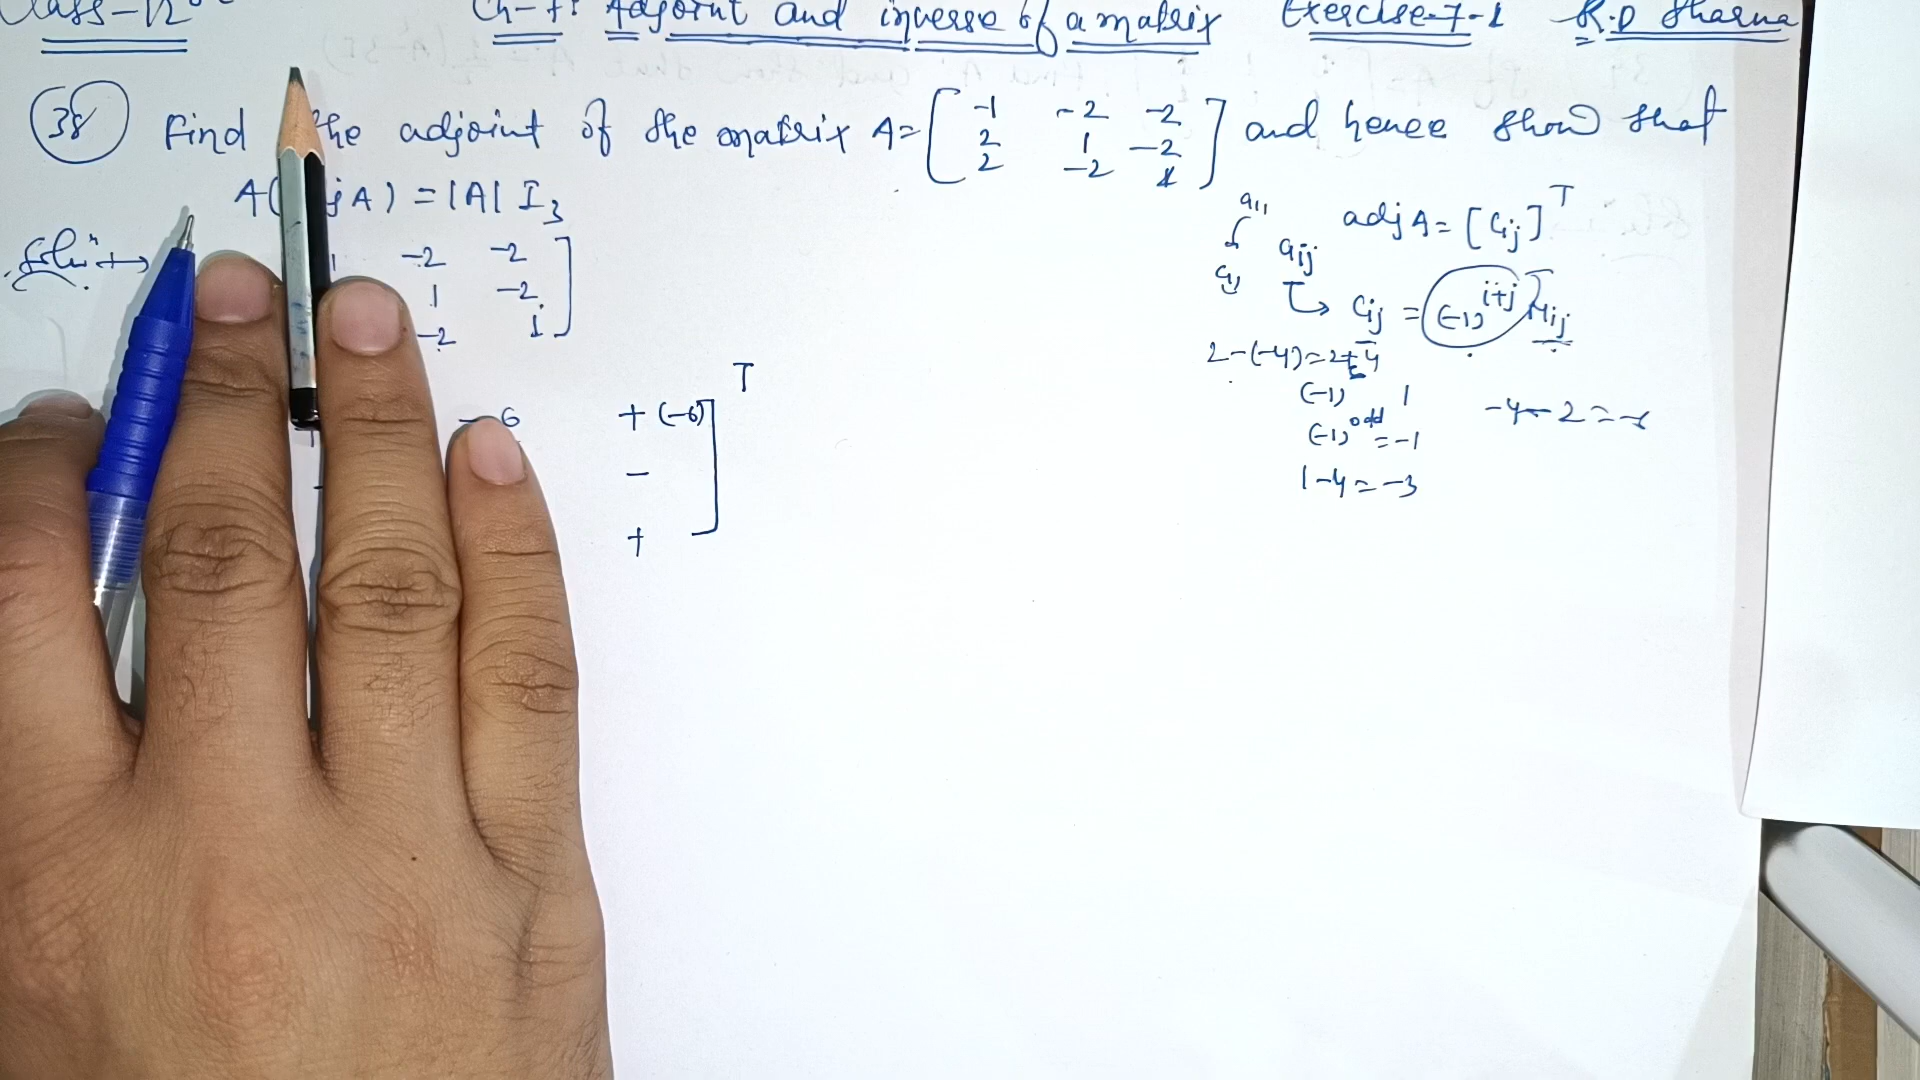 Class-12 Ch-7: Adjoint and inverse of a matrix Exercise-7-1 R.D Sharma
38 Find the adjoint of the matrix A= [ -1 -2 -2 and hence show that
2 1 -2
2 -2 1 ]
A( j A) = |A| I3
Solⁿ→
-2 -2
1 -2
-2 1 ]
a11 adj A = [Cij]^T
aij
→ Cij = (-1)^i+j Mij
2-(-4)=2+4
(-1) 1
(-1)^odd = -1
1-4=-3
-4-2=-6
T
-6 + (-6)
-
+ ]